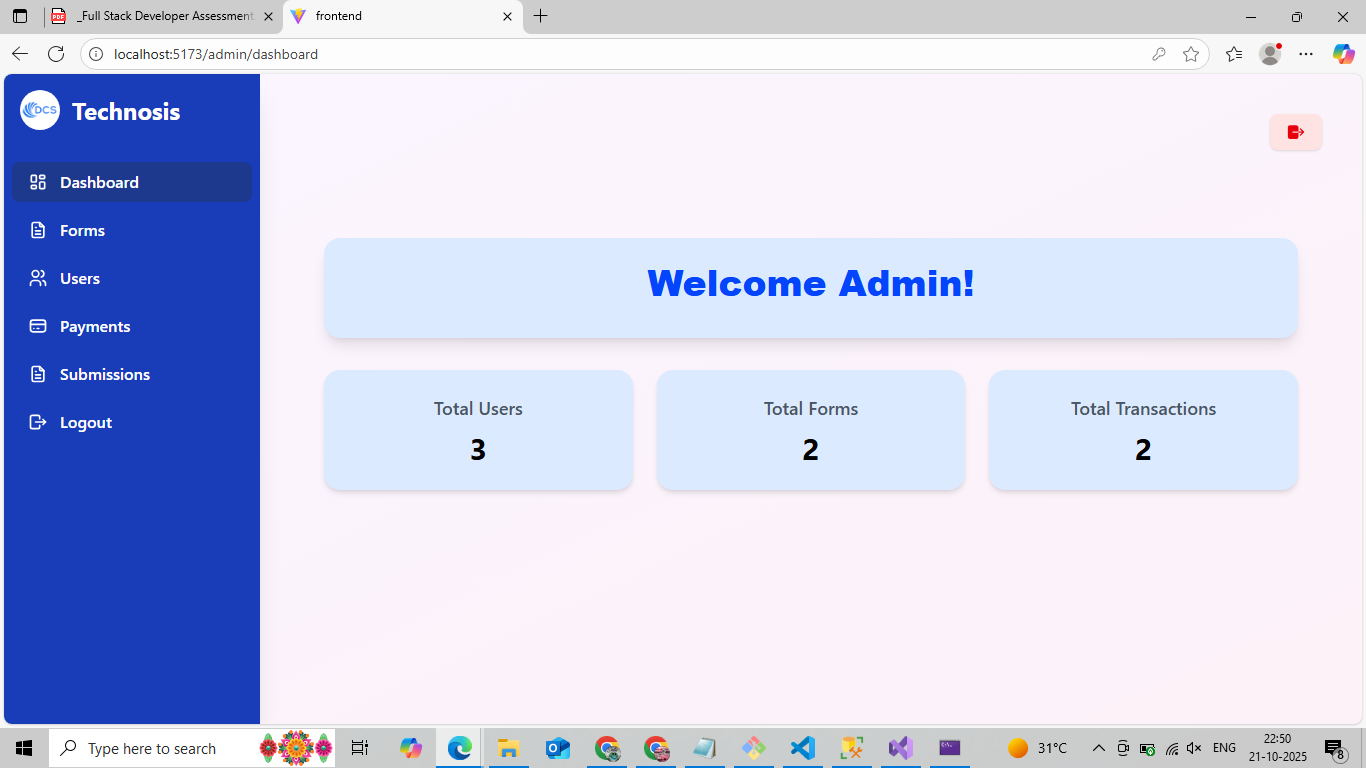 _Full Stack Developer Assessment
frontend
localhost:5173/admin/dashboard
DCS
Technosis
Dashboard
Forms
Users
Payments
Submissions
Logout
Welcome Admin!
Total Users
3
Total Forms
2
Total Transactions
2
Type here to search
31°C
ENG
22:50
21-10-2025
8